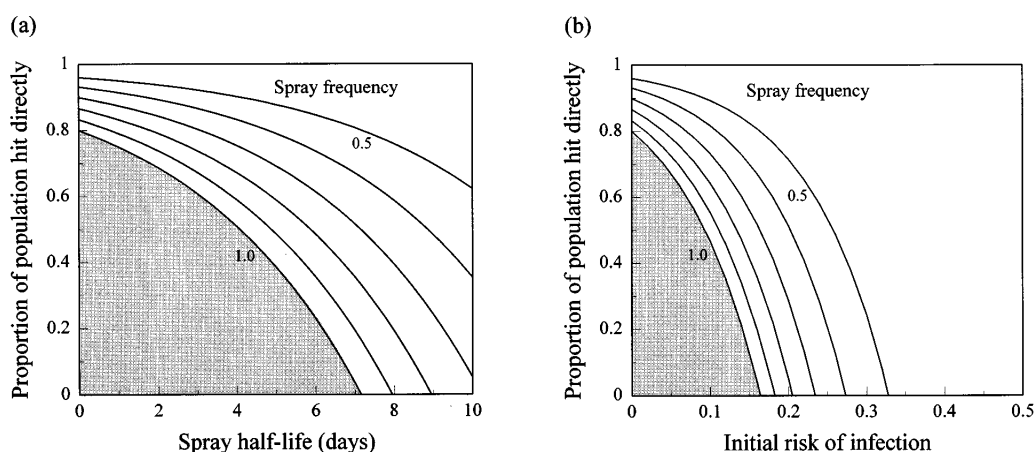 (a)
Proportion of population hit directly
1
0.8
0.6
0.4
0.2
0
Spray frequency
0.5
1.0
0 2 4 6 8 10
Spray half-life (days)
(b)
Proportion of population hit directly
1
0.8
0.6
0.4
0.2
0
Spray frequency
0.5
1.0
0 0.1 0.2 0.3 0.4 0.5
Initial risk of infection